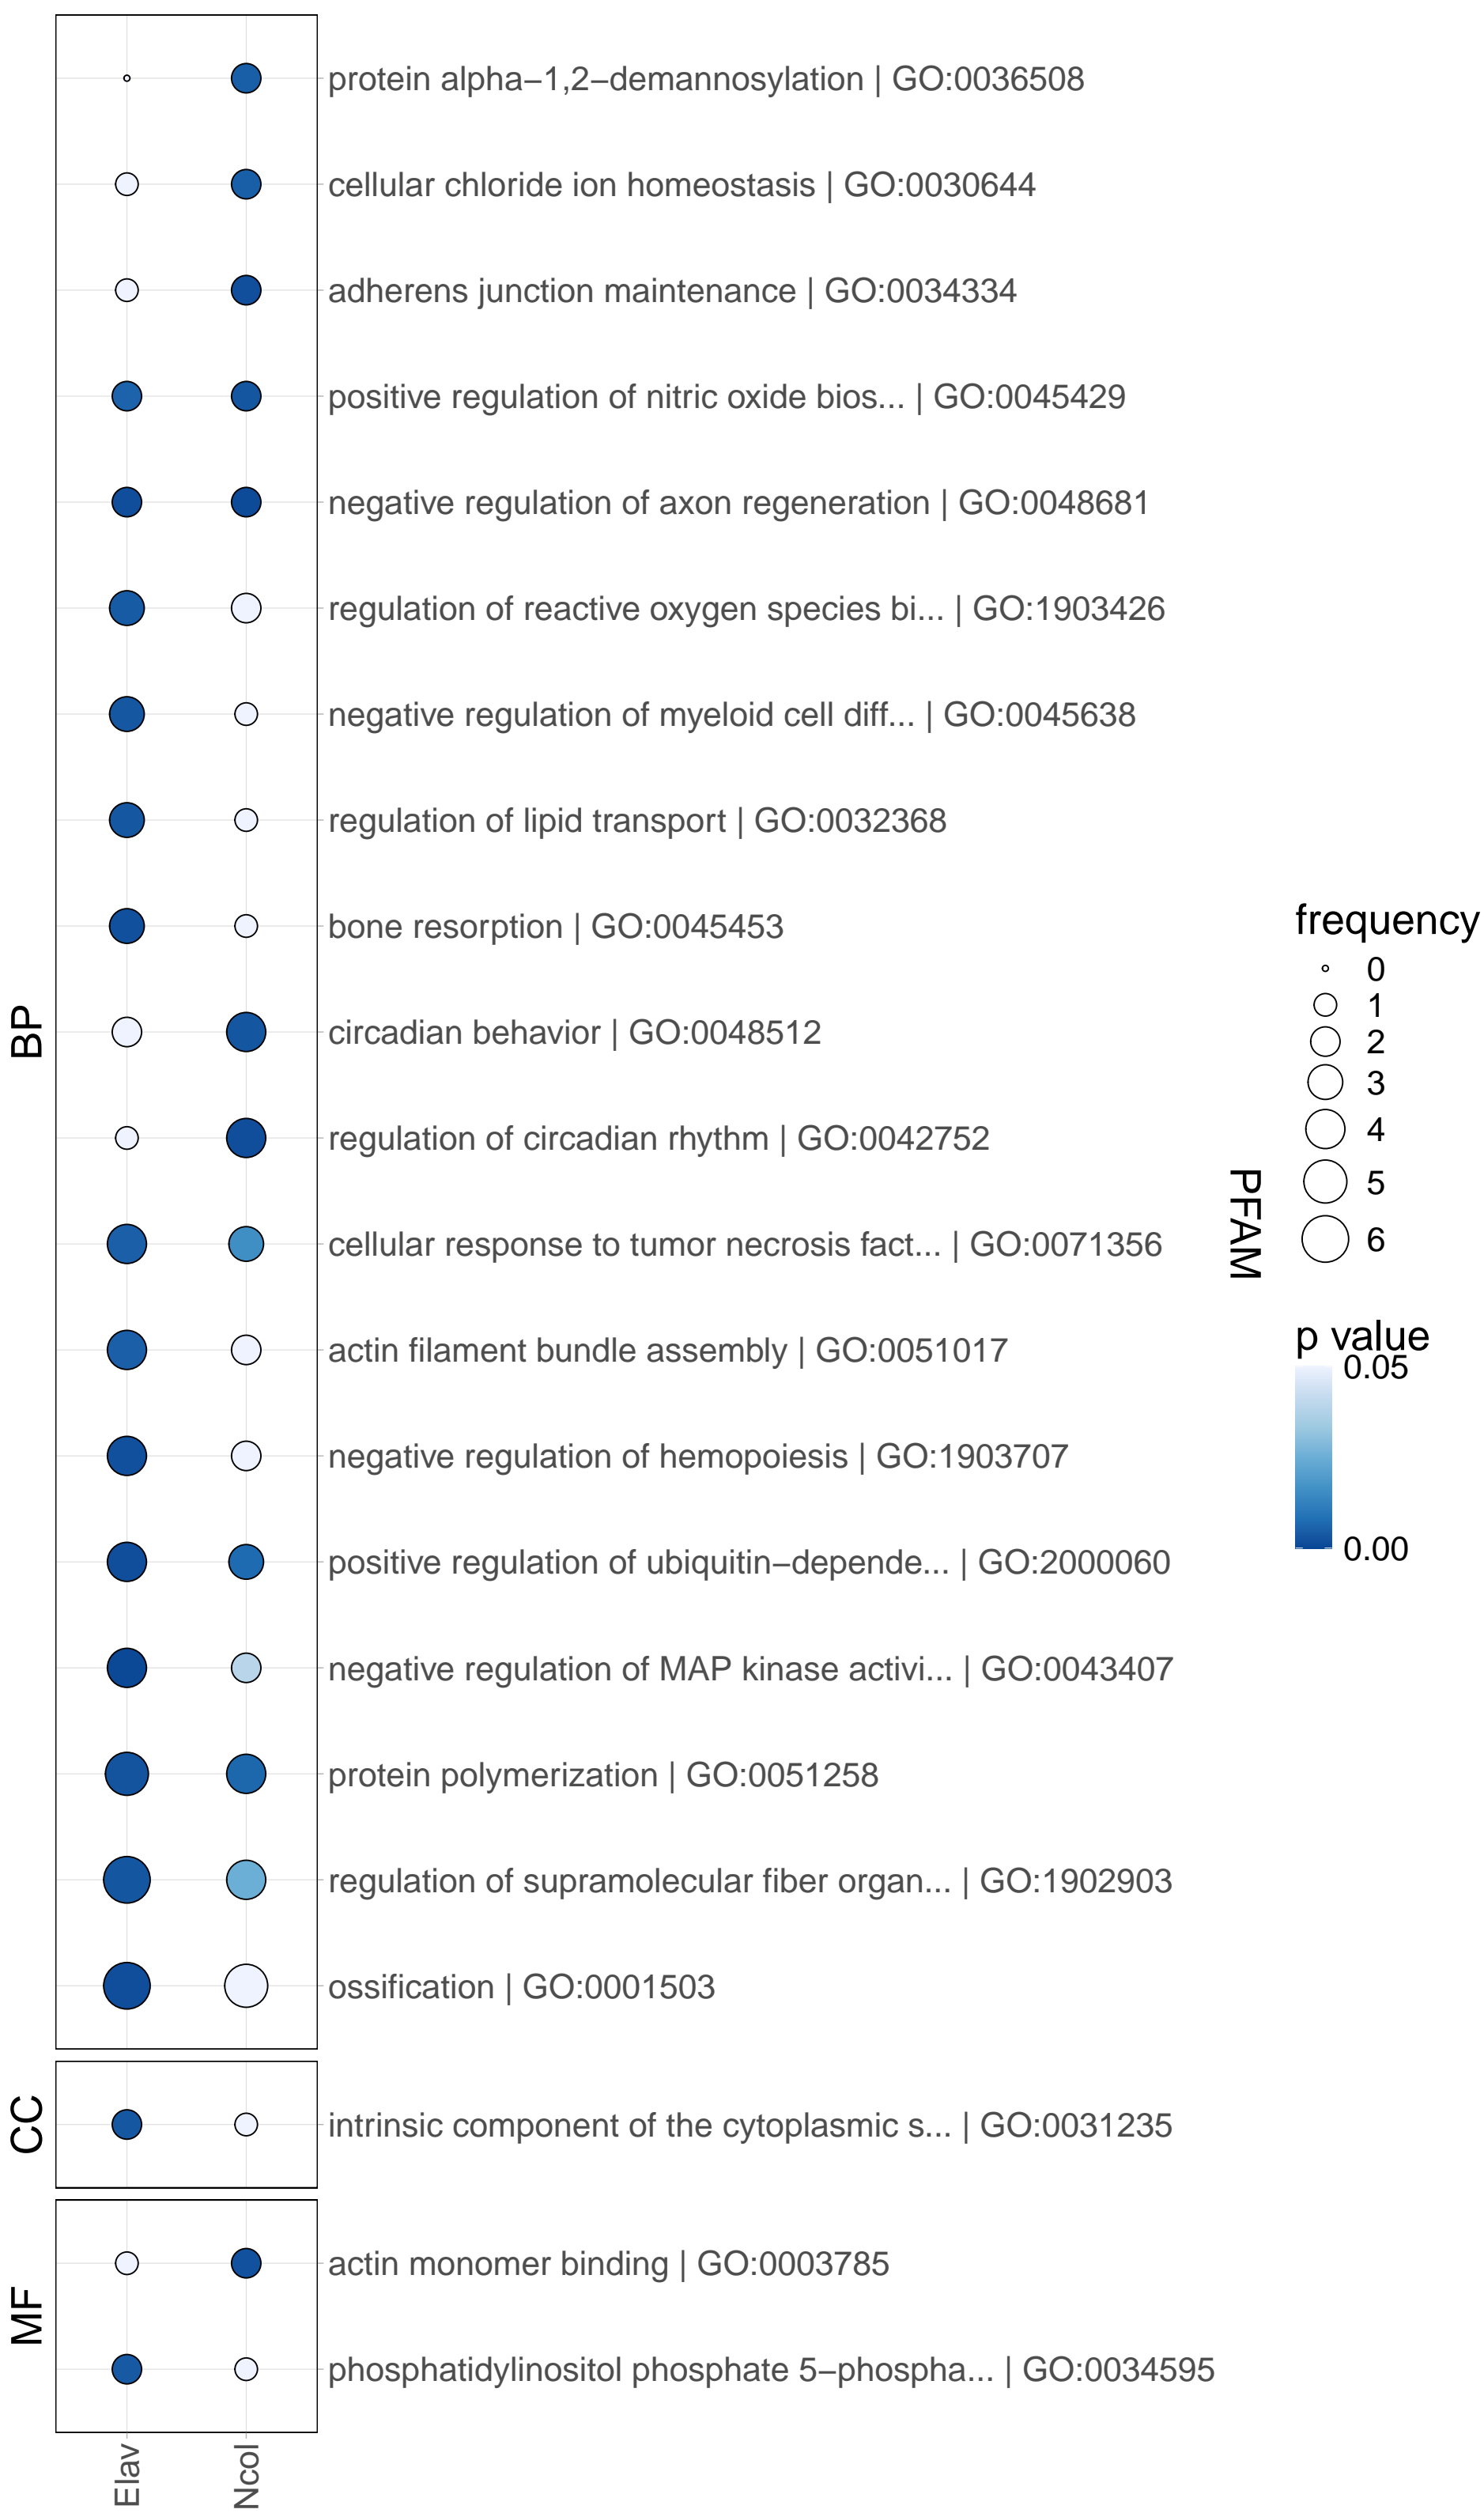 BP
protein alpha−1,2−demannosylation | GO:0036508
cellular chloride ion homeostasis | GO:0030644
adherens junction maintenance | GO:0034334
positive regulation of nitric oxide bios... | GO:0045429
negative regulation of axon regeneration | GO:0048681
regulation of reactive oxygen species bi... | GO:1903426
negative regulation of myeloid cell diff... | GO:0045638
regulation of lipid transport | GO:0032368
bone resorption | GO:0045453
circadian behavior | GO:0048512
regulation of circadian rhythm | GO:0042752
cellular response to tumor necrosis fact... | GO:0071356
actin filament bundle assembly | GO:0051017
negative regulation of hemopoiesis | GO:1903707
positive regulation of ubiquitin−depende... | GO:2000060
negative regulation of MAP kinase activi... | GO:0043407
protein polymerization | GO:0051258
regulation of supramolecular fiber organ... | GO:1902903
ossification | GO:0001503
CC
intrinsic component of the cytoplasmic s... | GO:0031235
MF
actin monomer binding | GO:0003785
phosphatidylinositol phosphate 5−phospha... | GO:0034595
Elav
Ncol
PFAM
frequency
0
1
2
3
4
5
6
p value
0.05
0.00